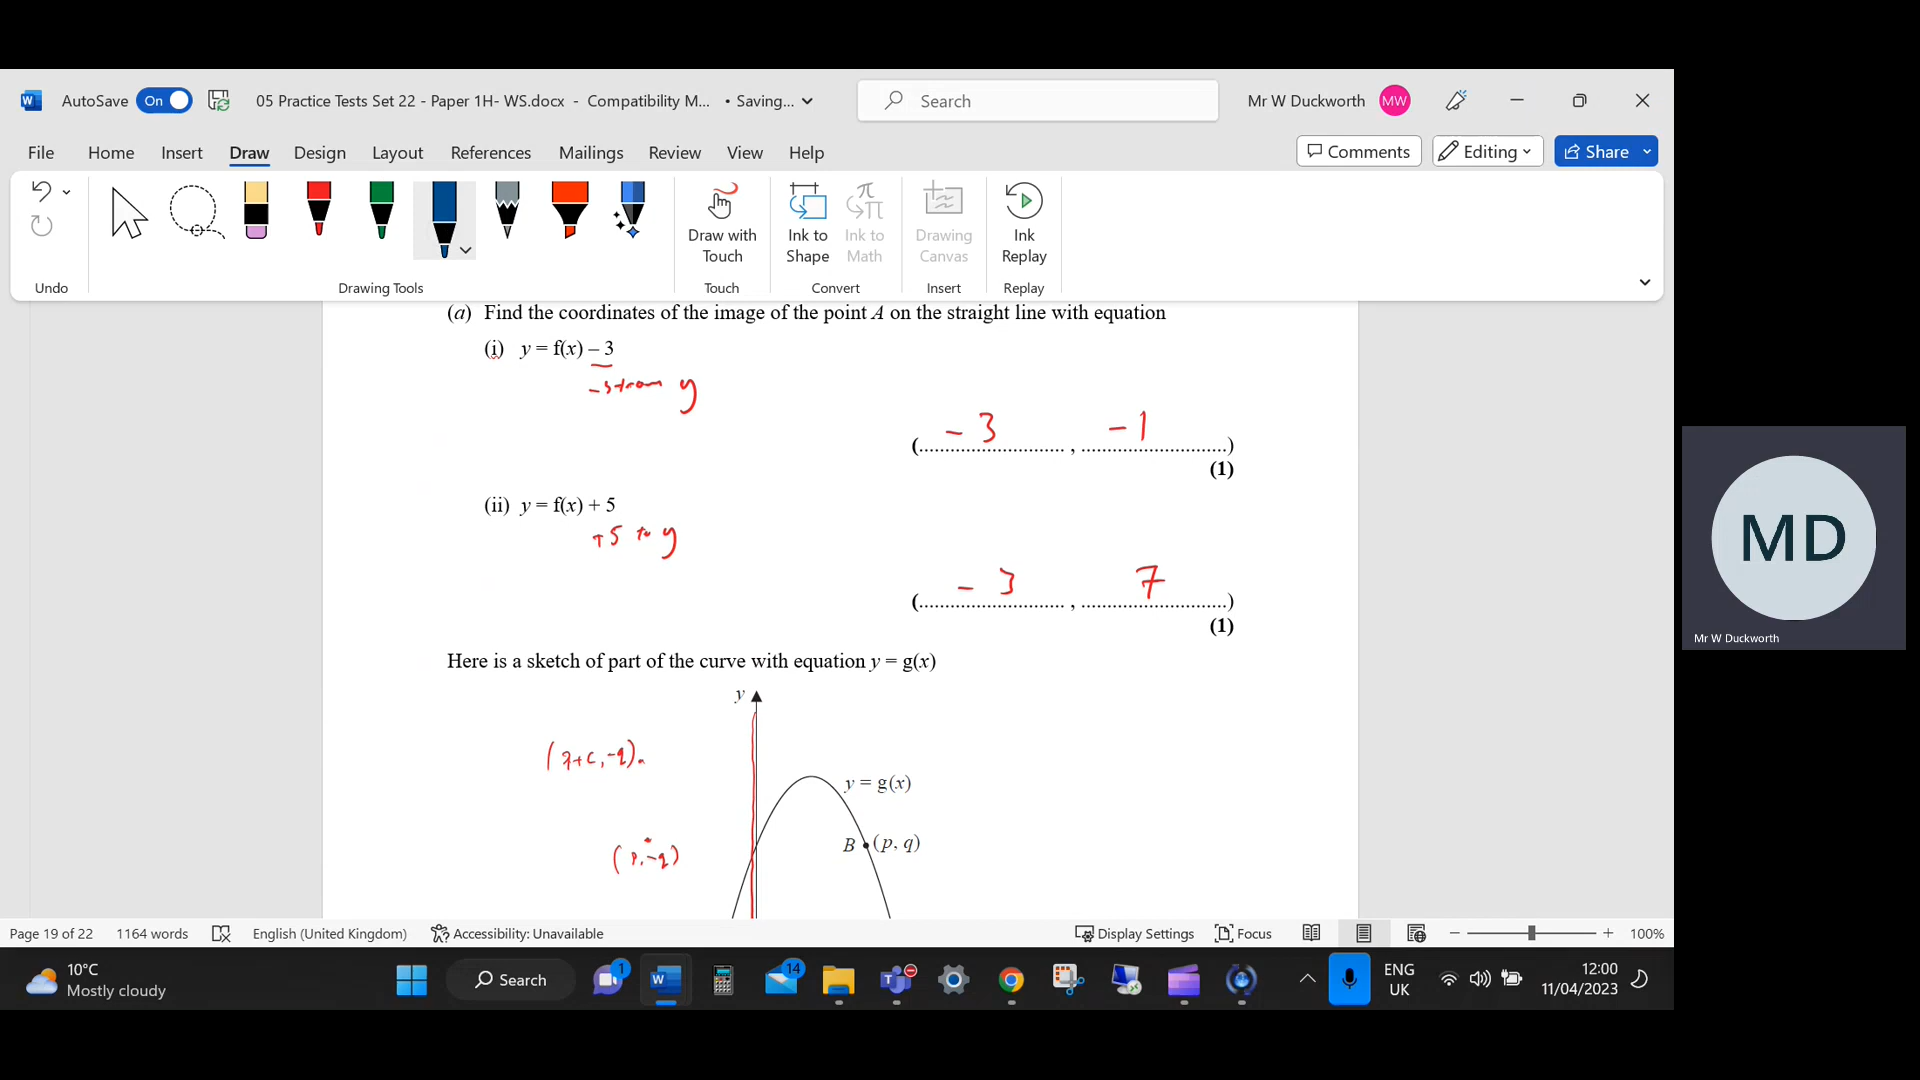 AutoSave On 05 Practice Tests Set 22 - Paper 1H- WS.docx - Compatibility M... • Saving... Search Mr W Duckworth MW
File Home Insert Draw Design Layout References Mailings Review View Help Comments Editing Share
Draw with Touch Ink to Shape Ink to Math Drawing Canvas Ink Replay
Undo Drawing Tools Touch Convert Insert Replay
(a) Find the coordinates of the image of the point A on the straight line with equation
(i) y = f(x) – 3
-3 from y
- 3 - 1
(............................ , ............................)
(1)
(ii) y = f(x) + 5
+5 to y
- 3 7
(............................ , ............................)
(1)
Here is a sketch of part of the curve with equation y = g(x)
y
( +c, -q)
y = g(x)
B (p, q)
(p, -q)
MD
Mr W Duckworth
Page 19 of 22 1164 words English (United Kingdom) Accessibility: Unavailable Display Settings Focus 100%
10°C
Mostly cloudy
Search 1 14
ENG
UK
12:00
11/04/2023